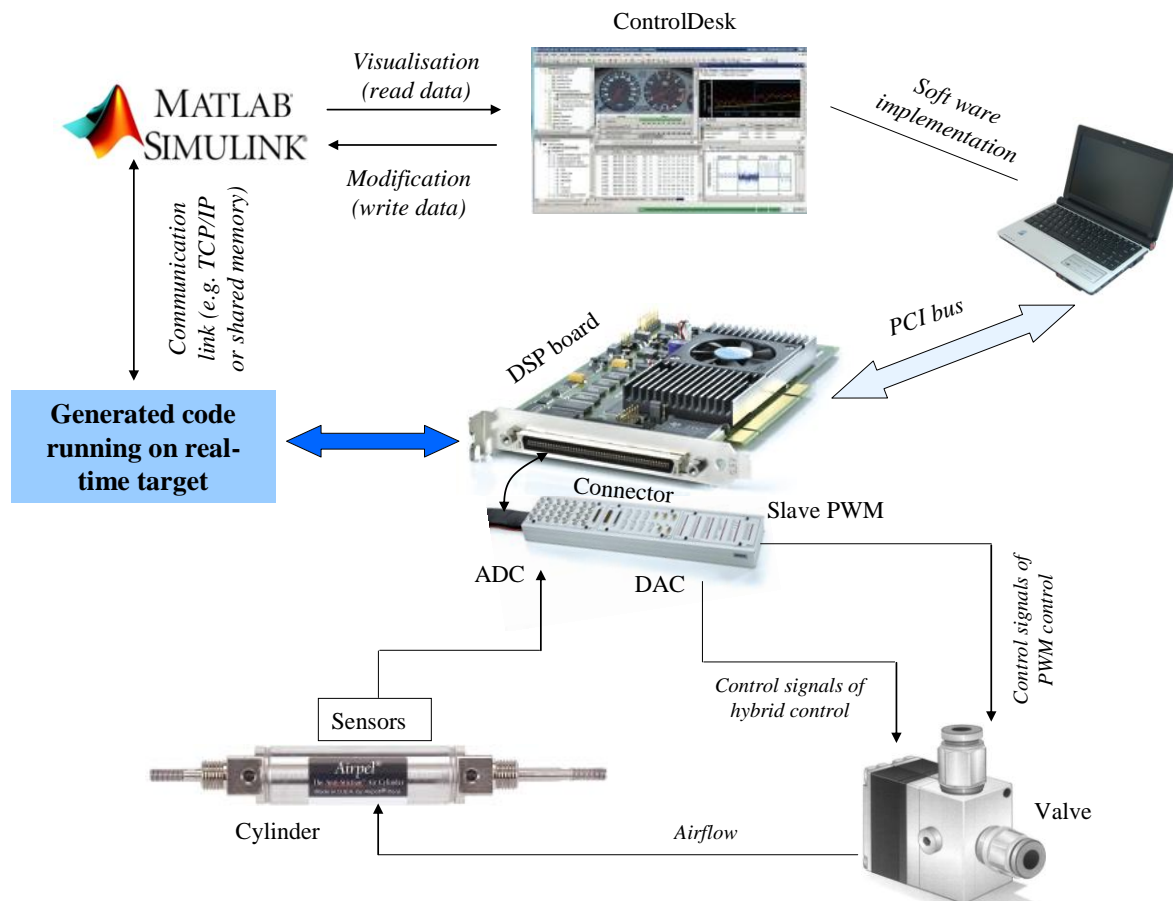 ControlDesk
Visualisation
(read data)
MATLAB®
SIMULINK®
Modification
(write data)
Soft ware
implementation
Communication
link (e.g. TCP/IP
or shared memory)
PCI bus
DSP board
Generated code
running on real-
time target
Connector
Slave PWM
ADC
DAC
Control signals of
PWM control
Control signals of
hybrid control
Sensors
Airpel®
Cylinder
Airflow
Valve